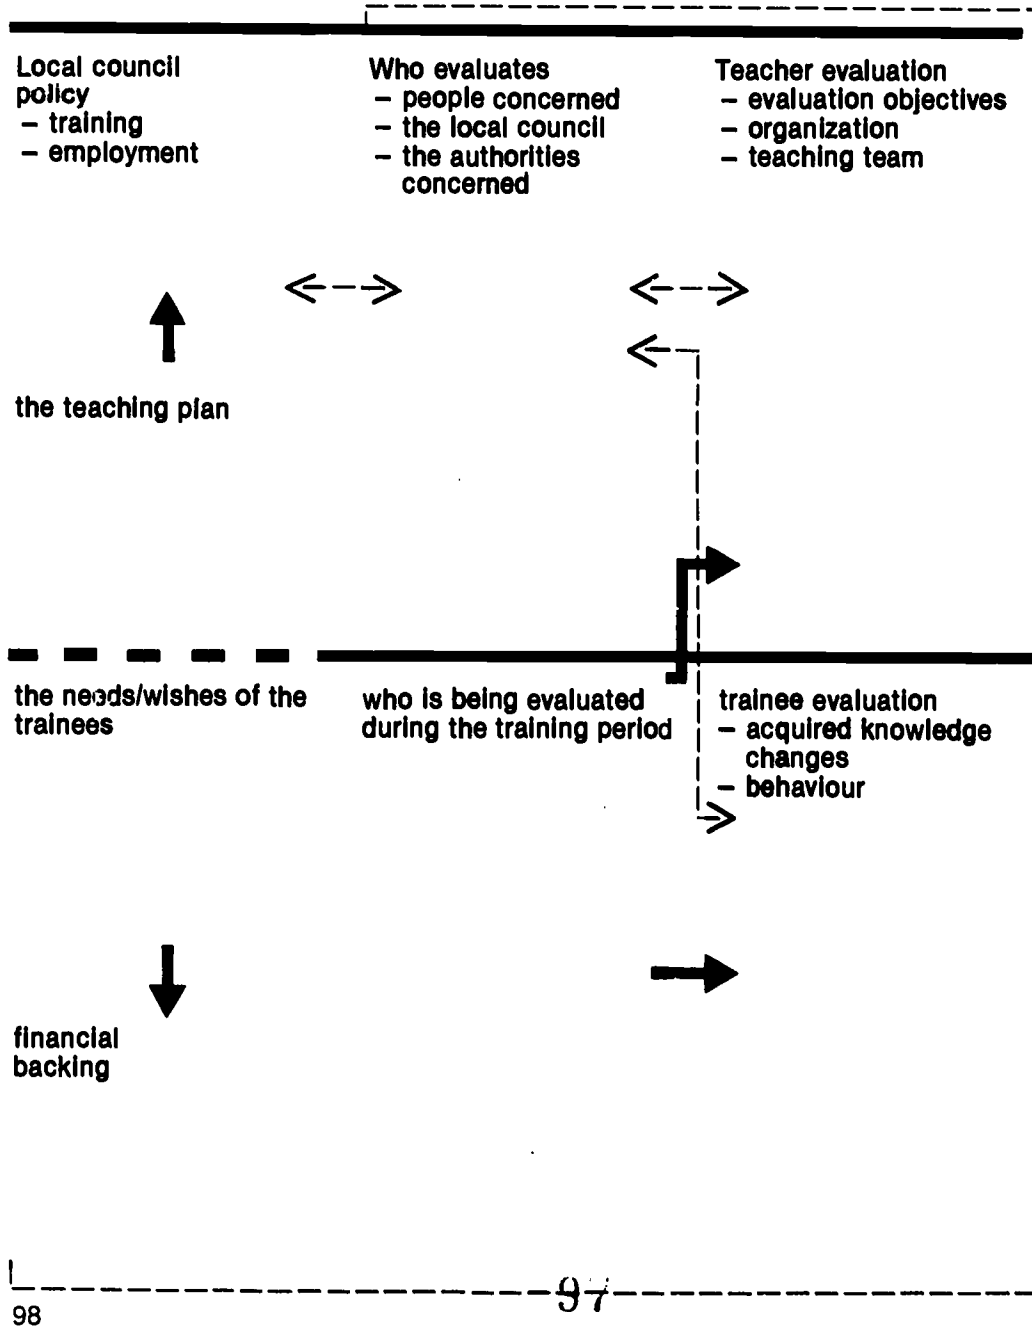 Local council
policy
– training
– employment
Who evaluates
– people concerned
– the local council
– the authorities
concerned
Teacher evaluation
– evaluation objectives
– organization
– teaching team
the teaching plan
the needs/wishes of the
trainees
who is being evaluated
during the training period
trainee evaluation
– acquired knowledge
changes
– behaviour
financial
backing
97
98